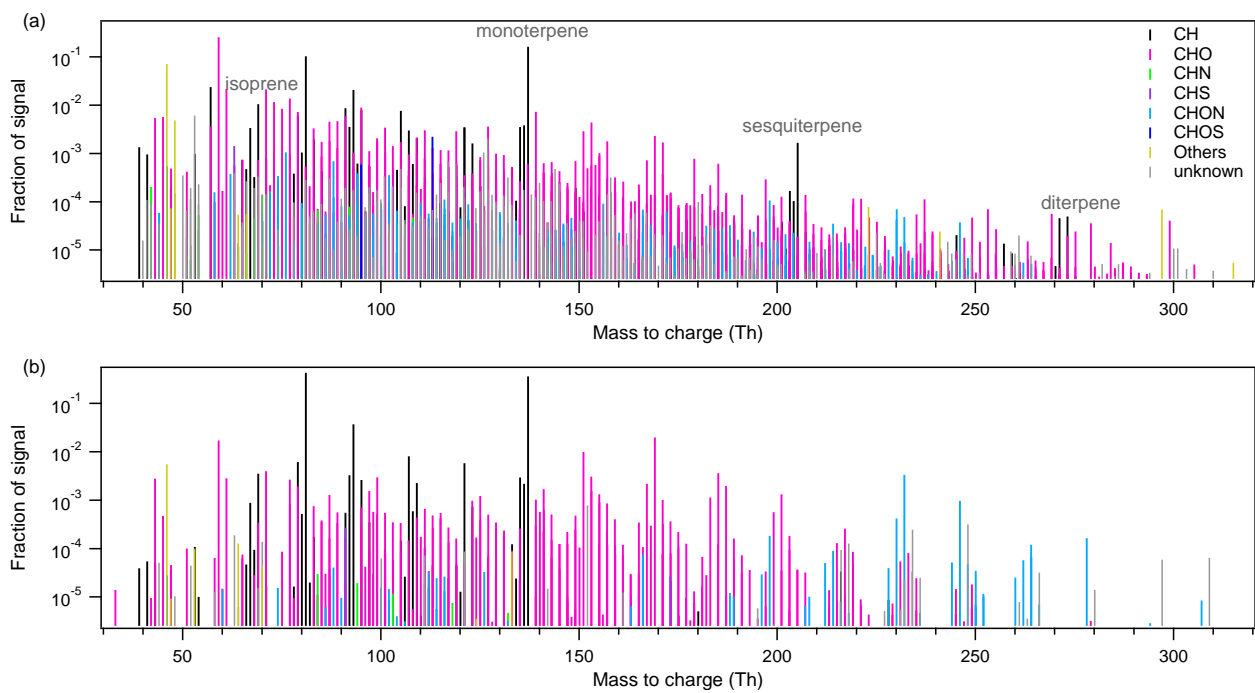 (a)
monoterpene
isoprene
sesquiterpene
diterpene
CH
CHO
CHN
CHS
CHON
CHOS
Others
unknown
Fraction of signal
10^-1
10^-2
10^-3
10^-4
10^-5
50 100 150 200 250 300
Mass to charge (Th)
(b)
Fraction of signal
10^-1
10^-2
10^-3
10^-4
10^-5
50 100 150 200 250 300
Mass to charge (Th)